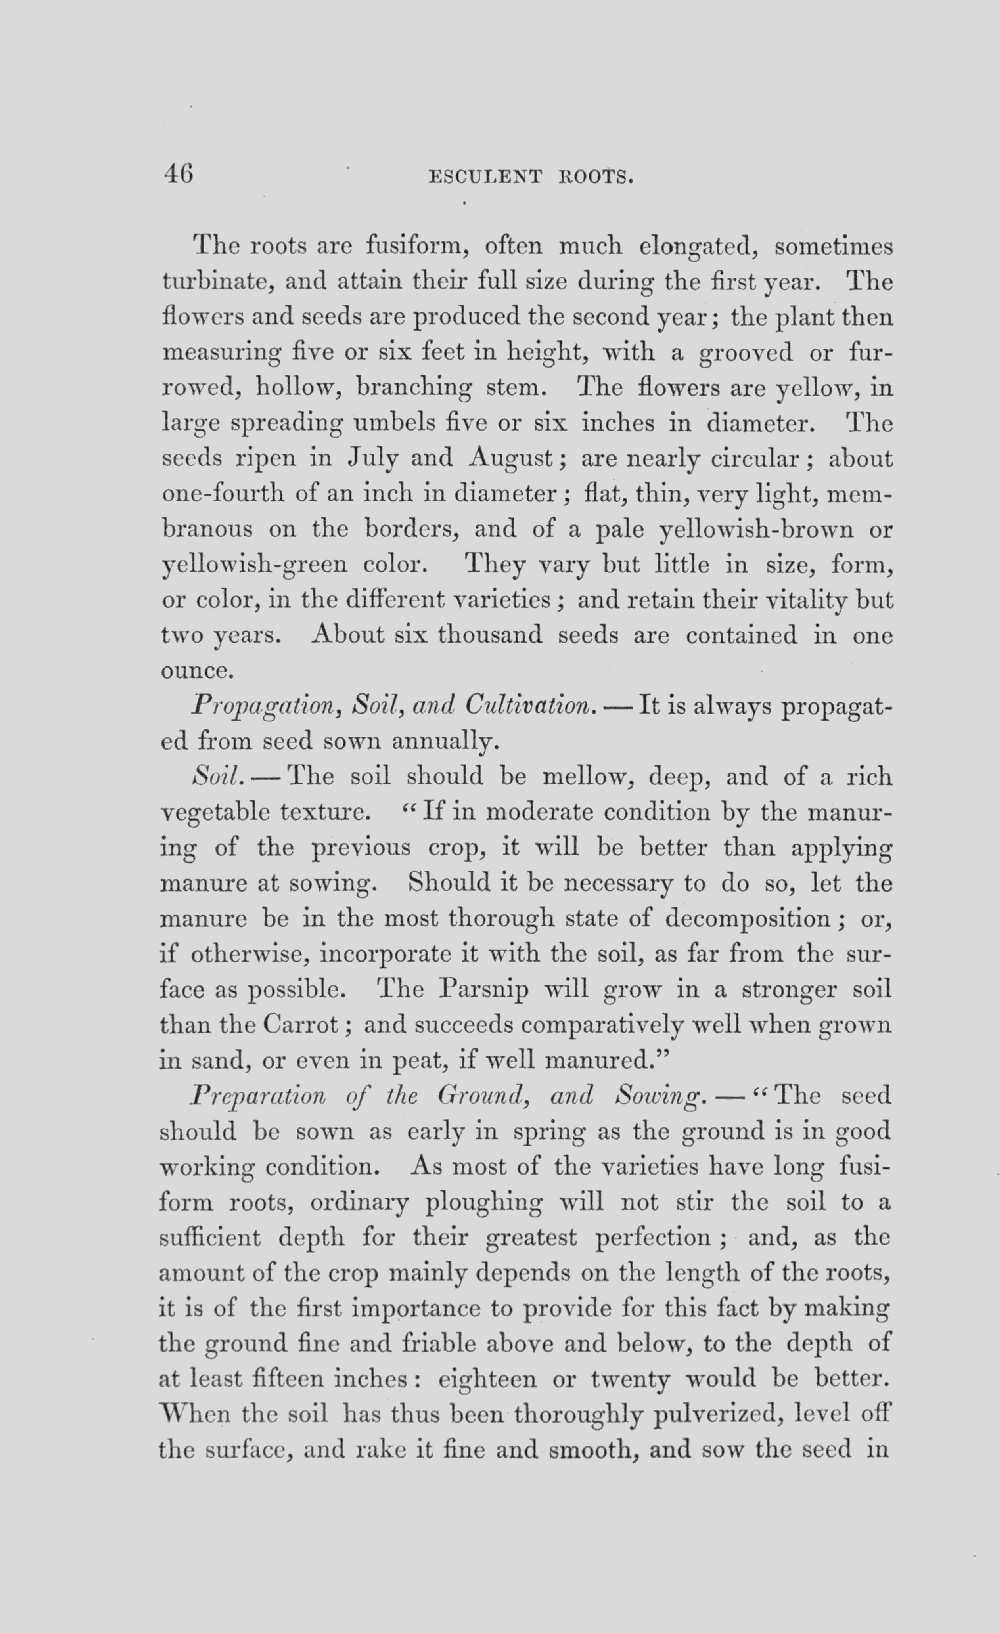 46 ESCULENT ROOTS.
The roots are fusiform, often much elongated, sometimes
turbinate, and attain their full size during the first year. The
flowers and seeds are produced the second year; the plant then
measuring five or six feet in height, with a grooved or fur-
rowed, hollow, branching stem. The flowers are yellow, in
large spreading umbels five or six inches in diameter. The
seeds ripen in July and August; are nearly circular; about
one-fourth of an inch in diameter; flat, thin, very light, mem-
branous on the borders, and of a pale yellowish-brown or
yellowish-green color. They vary but little in size, form,
or color, in the different varieties; and retain their vitality but
two years. About six thousand seeds are contained in one
ounce.
Propagation, Soil, and Cultivation. — It is always propagat-
ed from seed sown annually.
Soil. — The soil should be mellow, deep, and of a rich
vegetable texture. “If in moderate condition by the manur-
ing of the previous crop, it will be better than applying
manure at sowing. Should it be necessary to do so, let the
manure be in the most thorough state of decomposition; or,
if otherwise, incorporate it with the soil, as far from the sur-
face as possible. The Parsnip will grow in a stronger soil
than the Carrot; and succeeds comparatively well when grown
in sand, or even in peat, if well manured.”
Preparation of the Ground, and Sowing. — “The seed
should be sown as early in spring as the ground is in good
working condition. As most of the varieties have long fusi-
form roots, ordinary ploughing will not stir the soil to a
sufficient depth for their greatest perfection; and, as the
amount of the crop mainly depends on the length of the roots,
it is of the first importance to provide for this fact by making
the ground fine and friable above and below, to the depth of
at least fifteen inches: eighteen or twenty would be better.
When the soil has thus been thoroughly pulverized, level off
the surface, and rake it fine and smooth, and sow the seed in